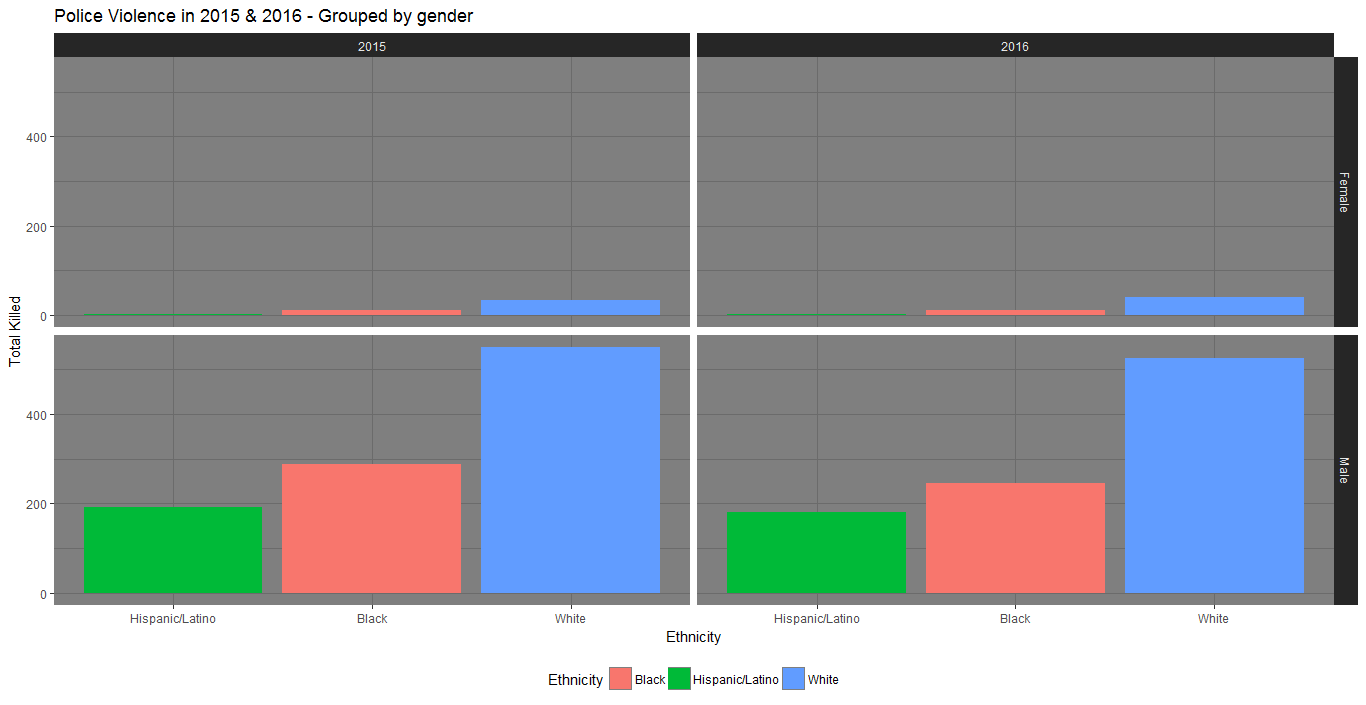 Police Violence in 2015 & 2016 - Grouped by gender
2015 2016
400
200
0
Female
Total Killed
400
200
0
Male
Hispanic/Latino Black White Hispanic/Latino Black White
Ethnicity
Ethnicity Black Hispanic/Latino White